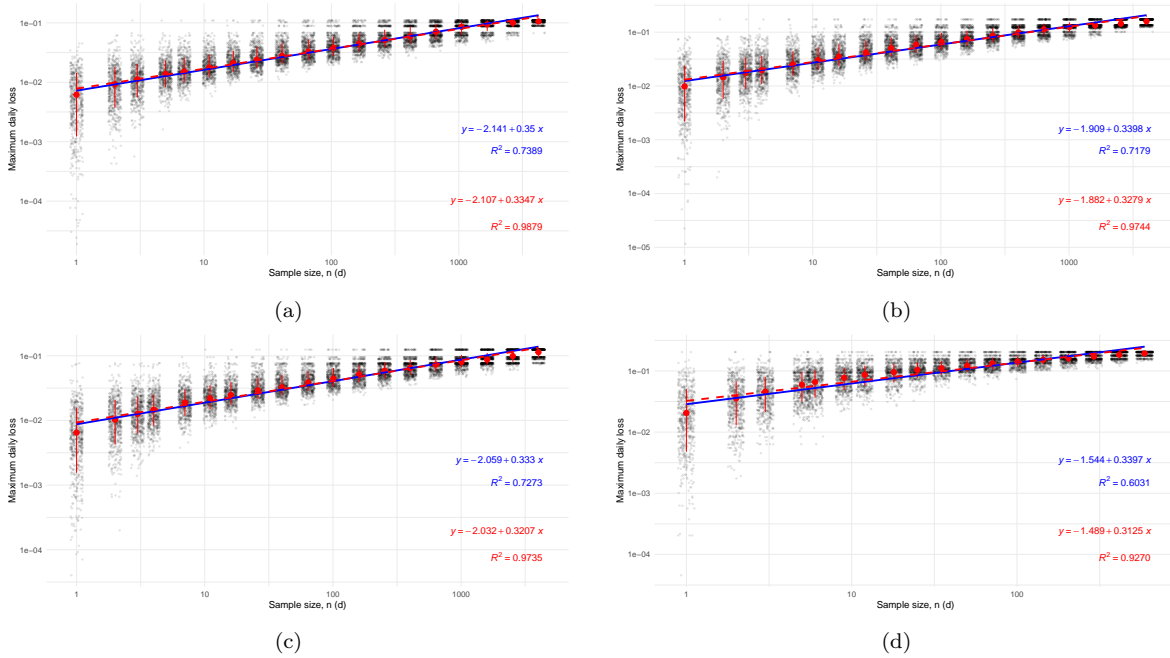 1e−01
1e−02
1e−03
1e−04
Maximum daily loss
y = −2.141 + 0.35 x
R² = 0.7389
y = −2.107 + 0.3347 x
R² = 0.9879
1 10 100 1000
Sample size, n (d)
(a)
1e−01
1e−02
1e−03
1e−04
1e−05
Maximum daily loss
y = −1.909 + 0.3398 x
R² = 0.7179
y = −1.882 + 0.3279 x
R² = 0.9744
1 10 100 1000
Sample size, n (d)
(b)
1e−01
1e−02
1e−03
1e−04
Maximum daily loss
y = −2.059 + 0.333 x
R² = 0.7273
y = −2.032 + 0.3207 x
R² = 0.9735
1 10 100 1000
Sample size, n (d)
(c)
1e−01
1e−02
1e−03
1e−04
Maximum daily loss
y = −1.544 + 0.3397 x
R² = 0.6031
y = −1.489 + 0.3125 x
R² = 0.9270
1 10 100
Sample size, n (d)
(d)